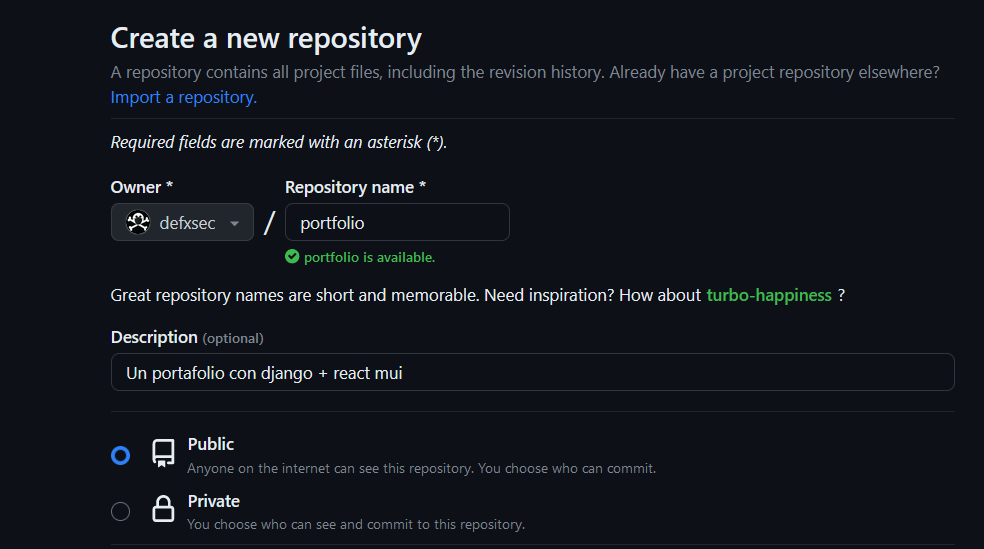 Create a new repository
A repository contains all project files, including the revision history. Already have a project repository elsewhere?
Import a repository.
Required fields are marked with an asterisk (*).
Owner * Repository name *
defxsec / portfolio
portfolio is available.
Great repository names are short and memorable. Need inspiration? How about turbo-happiness ?
Description (optional)
Un portafolio con django + react mui
Public
Anyone on the internet can see this repository. You choose who can commit.
Private
You choose who can see and commit to this repository.